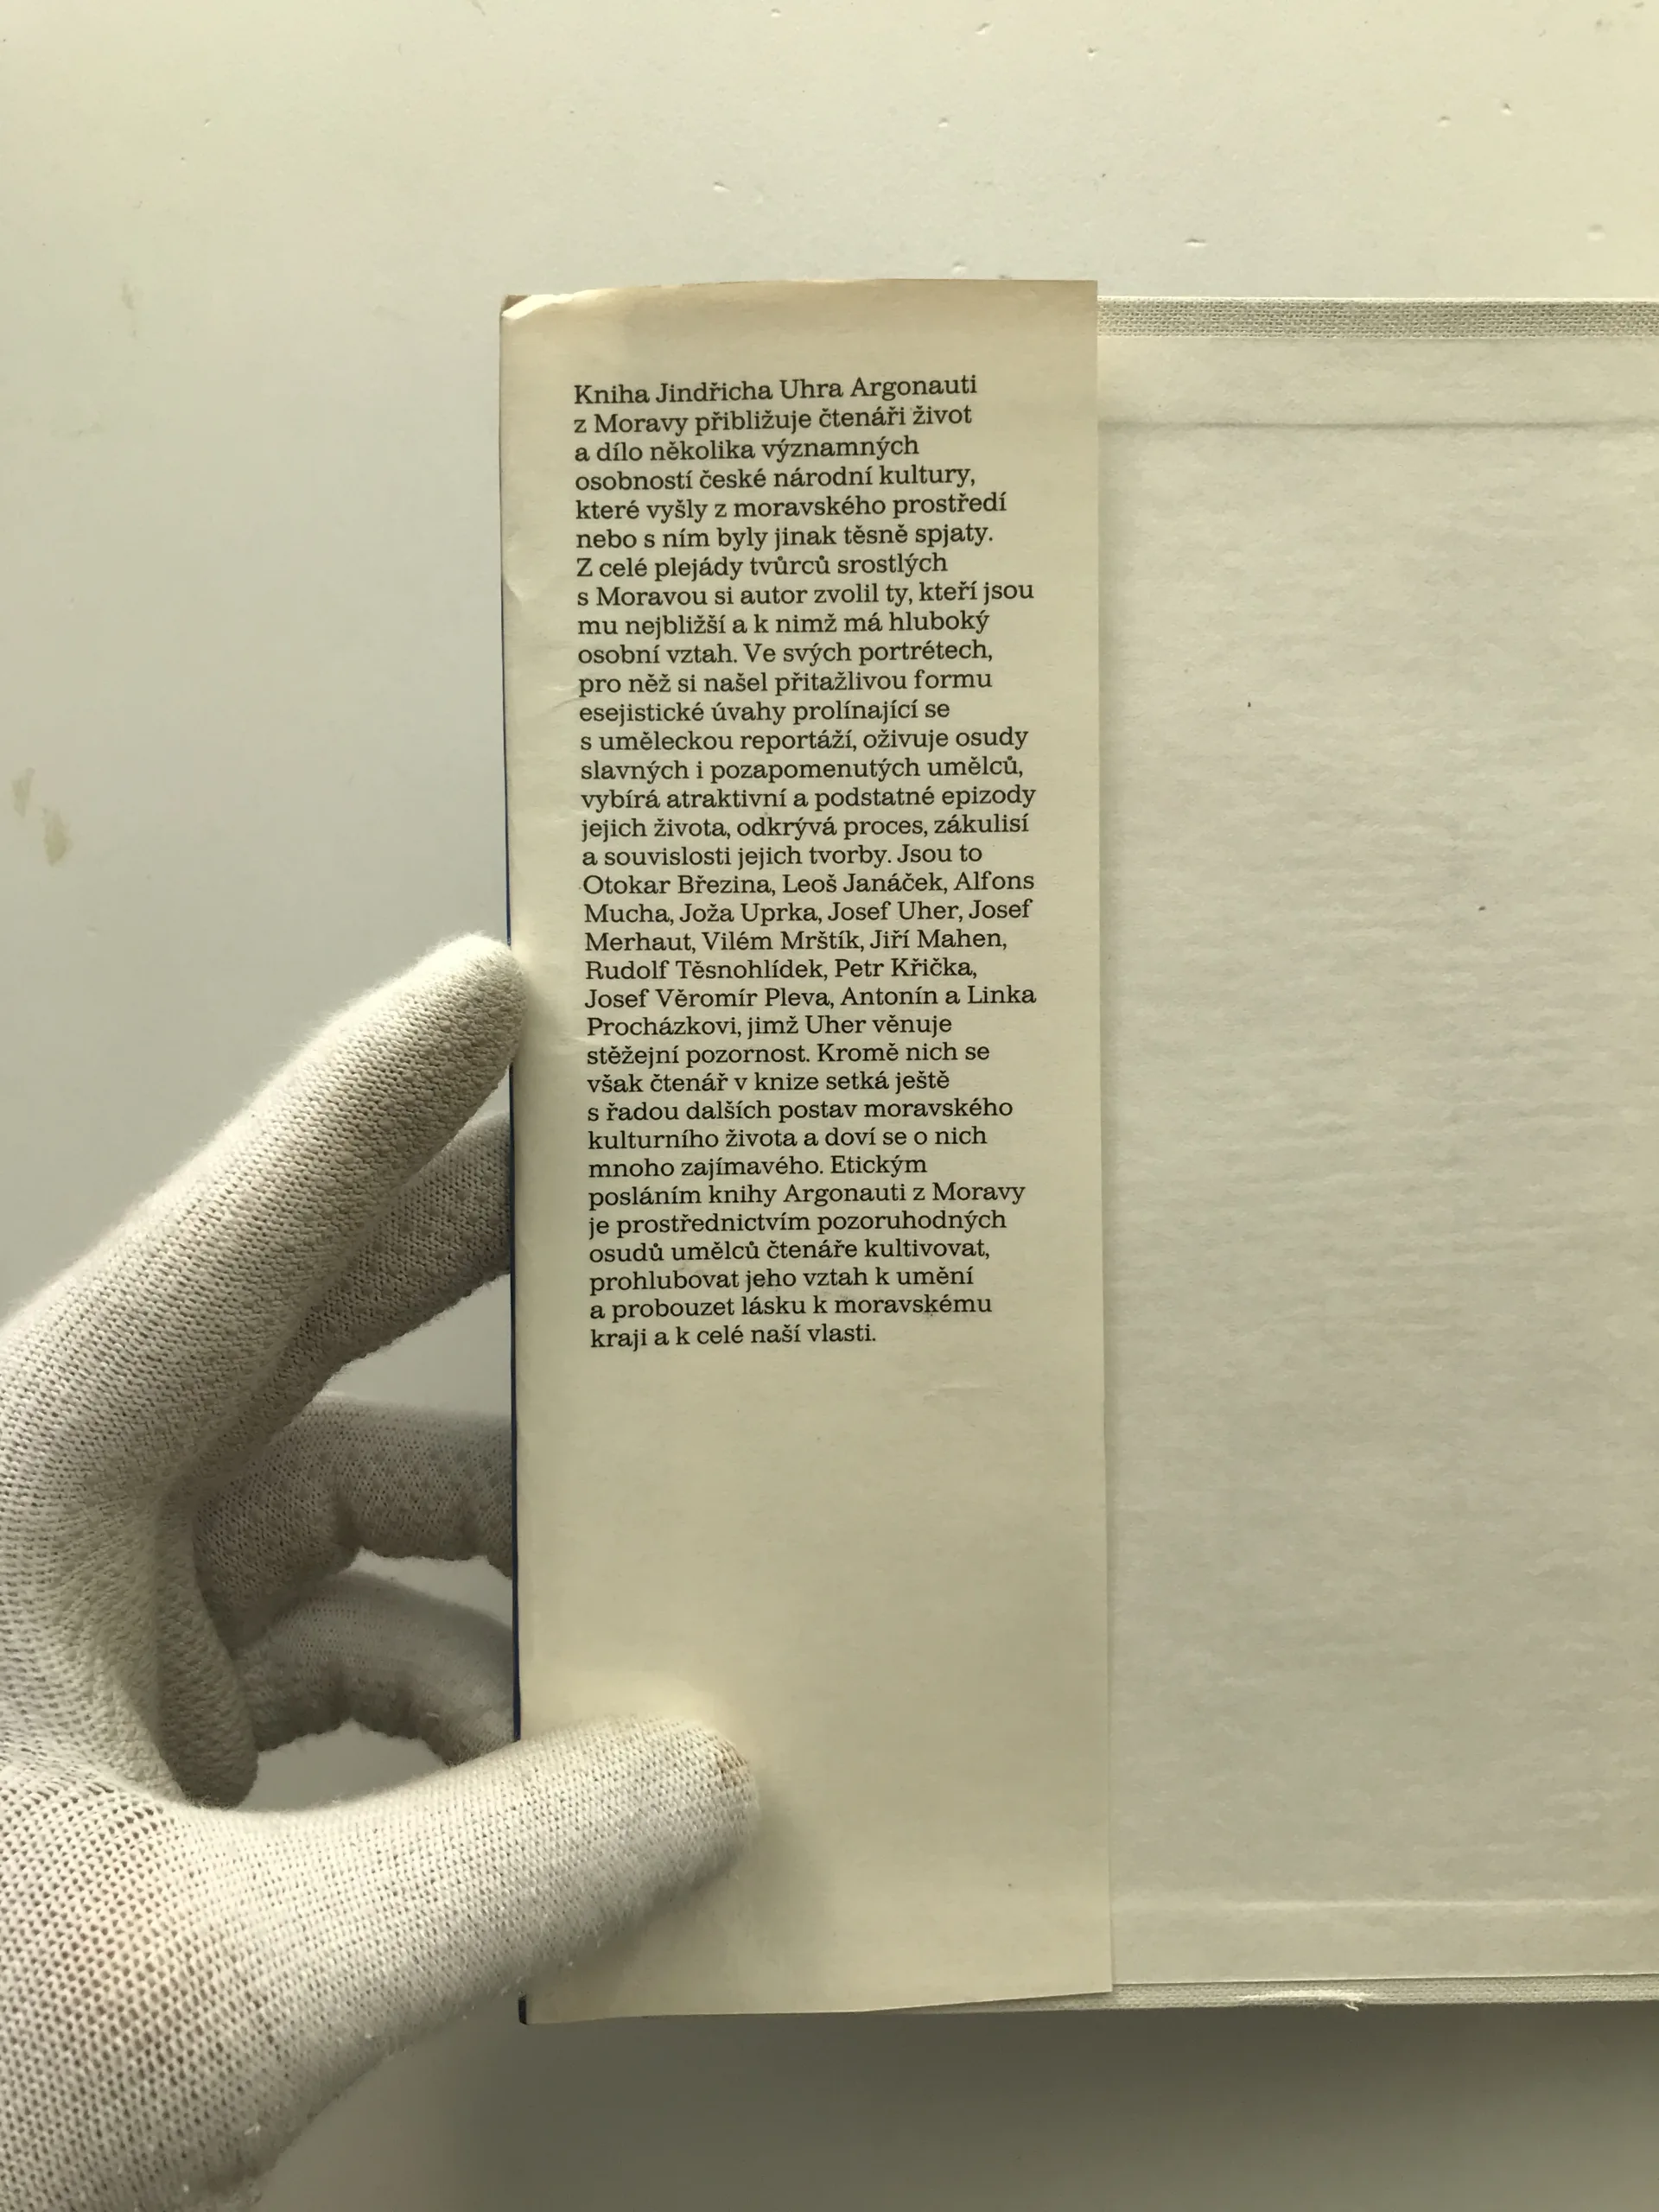 Kniha Jindřicha Uhra Argonauti
z Moravy přibližuje čtenáři život
a dílo několika významných
osobností české národní kultury,
které vyšly z moravského prostředí
nebo s ním byly jinak těsně spjaty.
Z celé plejády tvůrců srostlých
s Moravou si autor zvolil ty, kteří jsou
mu nejbližší a k nimž má hluboký
osobní vztah. Ve svých portrétech,
pro něž si našel přitažlivou formu
esejistické úvahy prolínající se
s uměleckou reportáží, oživuje osudy
slavných i pozapomenutých umělců,
vybírá atraktivní a podstatné epizody
jejich života, odkrývá proces, zákulisí
a souvislosti jejich tvorby. Jsou to
Otokar Březina, Leoš Janáček, Alfons
Mucha, Joža Uprka, Josef Uher, Josef
Merhaut, Vilém Mrštík, Jiří Mahen,
Rudolf Těsnohlídek, Petr Křička,
Josef Věromír Pleva, Antonín a Linka
Procházkovi, jimž Uher věnuje
stěžejní pozornost. Kromě nich se
však čtenář v knize setká ještě
s řadou dalších postav moravského
kulturního života a doví se o nich
mnoho zajímavého. Etickým
posláním knihy Argonauti z Moravy
je prostřednictvím pozoruhodných
osudů umělců čtenáře kultivovat,
prohlubovat jeho vztah k umění
a probouzet lásku k moravskému
kraji a k celé naší vlasti.